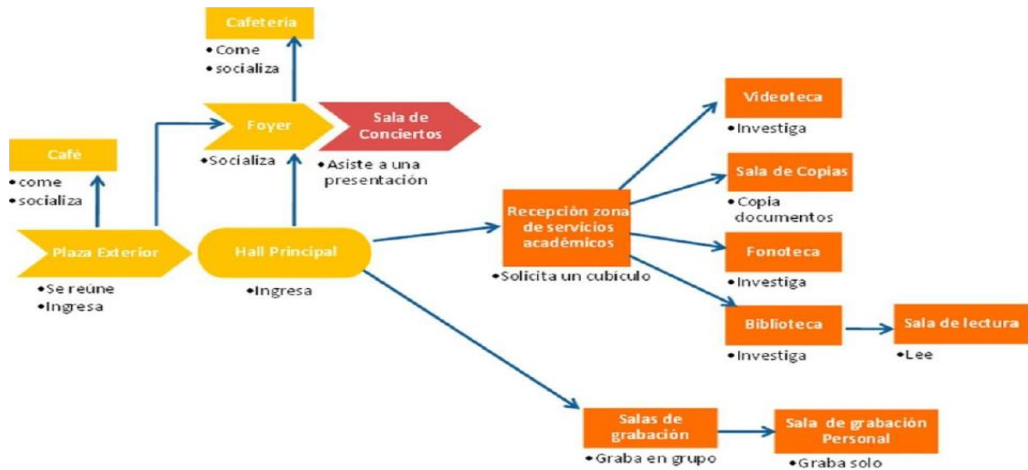 Cafetería
•Come
•socializa
Foyer
•Socializa
Sala de
Conciertos
•Asiste a una
presentación
Café
•come
•socializa
Plaza Exterior
•Se reúne
•Ingresa
Hall Principal
•Ingresa
Recepción zona
de servicios
académicos
•Solicita un cubículo
Videoteca
•Investiga
Sala de Copias
•Copia
documentos
Fonoteca
•Investiga
Biblioteca
•Investiga
Sala de lectura
•Lee
Salas de
grabación
•Graba en grupo
Sala de grabación
Personal
•Graba solo